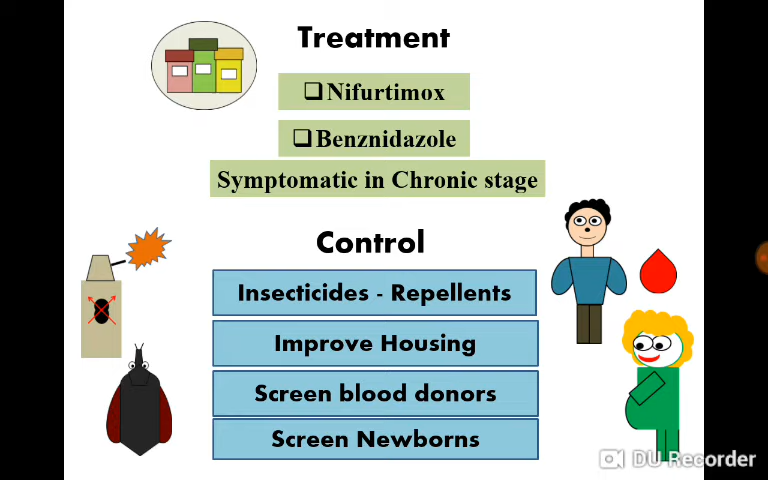 Treatment
Nifurtimox
Benznidazole
Symptomatic in Chronic stage
Control
Insecticides - Repellents
Improve Housing
Screen blood donors
Screen Newborns
DU Recorder